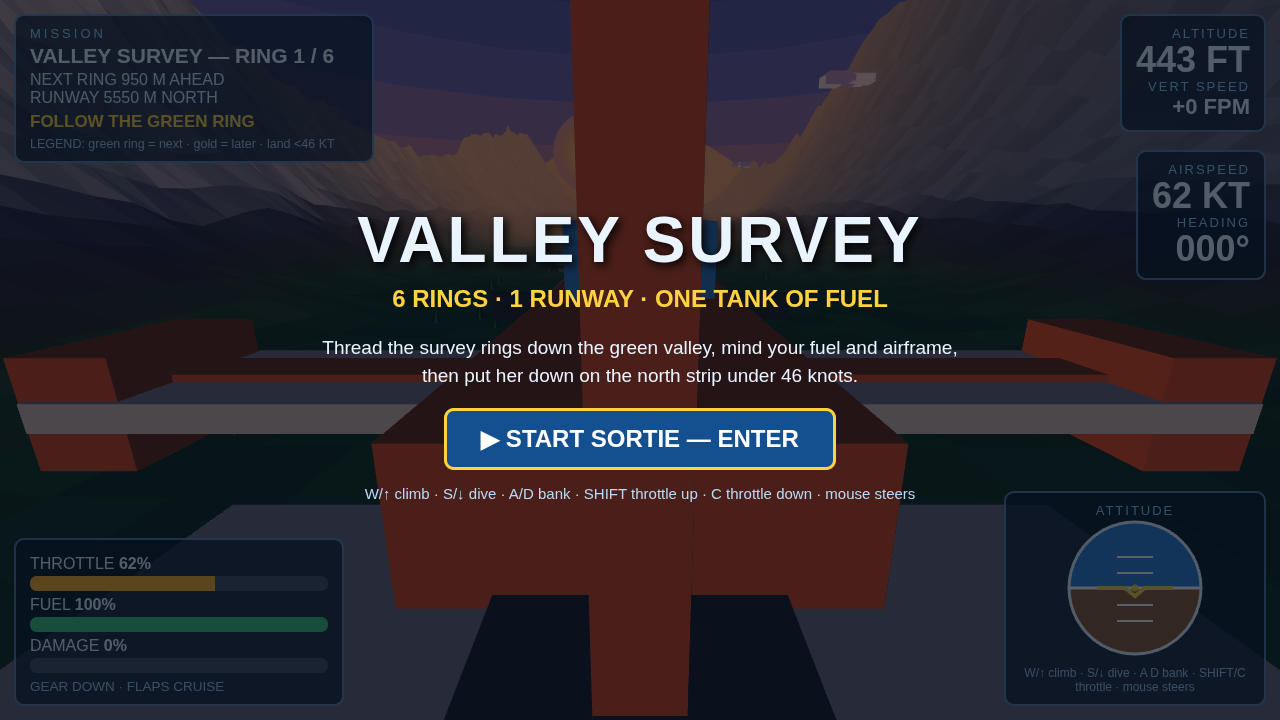 MISSION
VALLEY SURVEY — RING 1 / 6
NEXT RING 950 M AHEAD
RUNWAY 5550 M NORTH
FOLLOW THE GREEN RING
LEGEND: green ring = next · gold = later · land <46 KT
ALTITUDE
443 FT
VERT SPEED
+0 FPM
AIRSPEED
62 KT
HEADING
000°
VALLEY SURVEY
6 RINGS · 1 RUNWAY · ONE TANK OF FUEL
Thread the survey rings down the green valley, mind your fuel and airframe,
then put her down on the north strip under 46 knots.
▶ START SORTIE — ENTER
W/↑ climb · S/↓ dive · A/D bank · SHIFT throttle up · C throttle down · mouse steers
THROTTLE 62%
FUEL 100%
DAMAGE 0%
GEAR DOWN · FLAPS CRUISE
ATTITUDE
W/↑ climb · S/↓ dive · A D bank · SHIFT/C
throttle · mouse steers